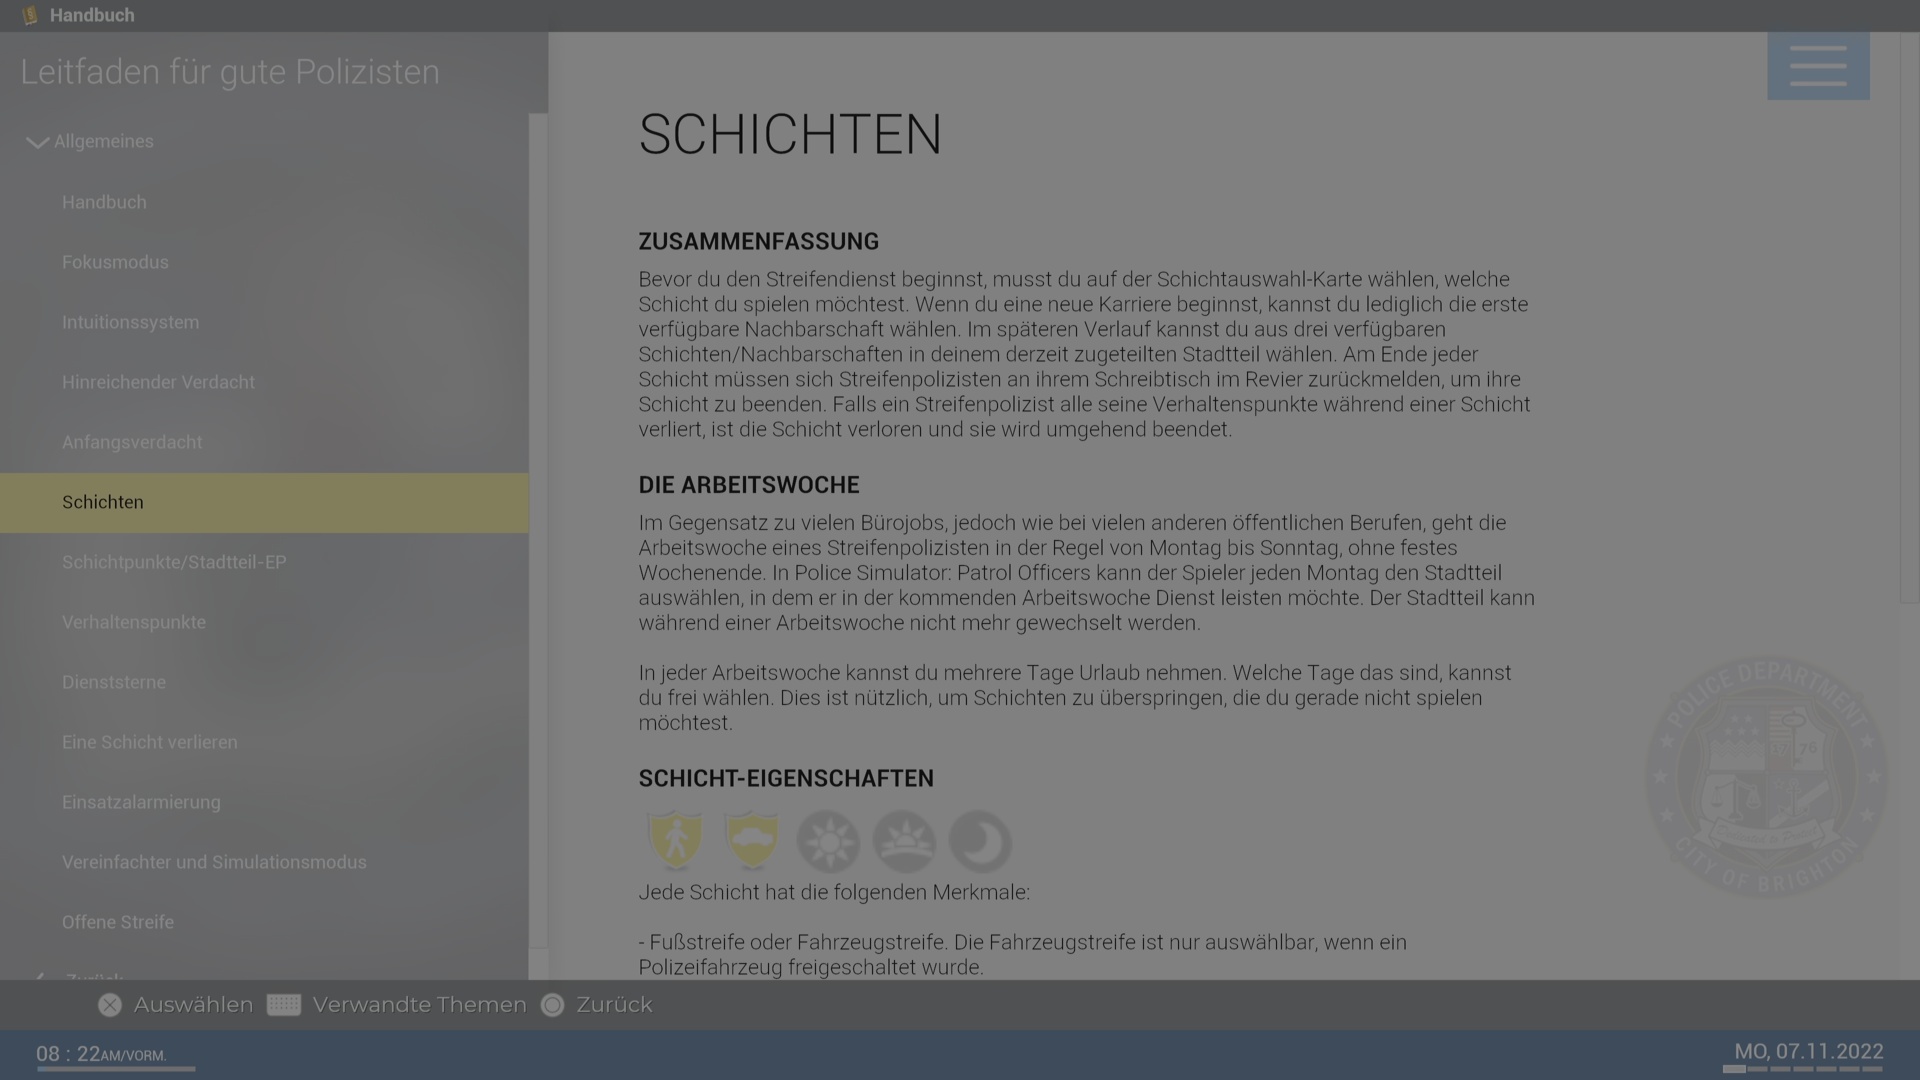 Handbuch
Leitfaden für gute Polizisten
Allgemeines
Handbuch
Fokusmodus
Intuitionssystem
Hinreichender Verdacht
Anfangsverdacht
Schichten
Schichtpunkte/Stadtteil-EP
Verhaltenspunkte
Dienststerne
Eine Schicht verlieren
Einsatzalarmierung
Vereinfachter und Simulationsmodus
Offene Streife
Zurück
SCHICHTEN
ZUSAMMENFASSUNG
Bevor du den Streifendienst beginnst, musst du auf der Schichtauswahl-Karte wählen, welche
Schicht du spielen möchtest. Wenn du eine neue Karriere beginnst, kannst du lediglich die erste
verfügbare Nachbarschaft wählen. Im späteren Verlauf kannst du aus drei verfügbaren
Schichten/Nachbarschaften in deinem derzeit zugeteilten Stadtteil wählen. Am Ende jeder
Schicht müssen sich Streifenpolizisten an ihrem Schreibtisch im Revier zurückmelden, um ihre
Schicht zu beenden. Falls ein Streifenpolizist alle seine Verhaltenspunkte während einer Schicht
verliert, ist die Schicht verloren und sie wird umgehend beendet.
DIE ARBEITSWOCHE
Im Gegensatz zu vielen Bürojobs, jedoch wie bei vielen anderen öffentlichen Berufen, geht die
Arbeitswoche eines Streifenpolizisten in der Regel von Montag bis Sonntag, ohne festes
Wochenende. In Police Simulator: Patrol Officers kann der Spieler jeden Montag den Stadtteil
auswählen, in dem er in der kommenden Arbeitswoche Dienst leisten möchte. Der Stadtteil kann
während einer Arbeitswoche nicht mehr gewechselt werden.
In jeder Arbeitswoche kannst du mehrere Tage Urlaub nehmen. Welche Tage das sind, kannst
du frei wählen. Dies ist nützlich, um Schichten zu überspringen, die du gerade nicht spielen
möchtest.
SCHICHT-EIGENSCHAFTEN
Jede Schicht hat die folgenden Merkmale:
- Fußstreife oder Fahrzeugstreife. Die Fahrzeugstreife ist nur auswählbar, wenn ein
Polizeifahrzeug freigeschaltet wurde.
POLICE DEPARTMENT
17 76
CITY OF BRIGHTON
Auswählen Verwandte Themen Zurück
08 : 22 AM/VORM.
MO, 07.11.2022